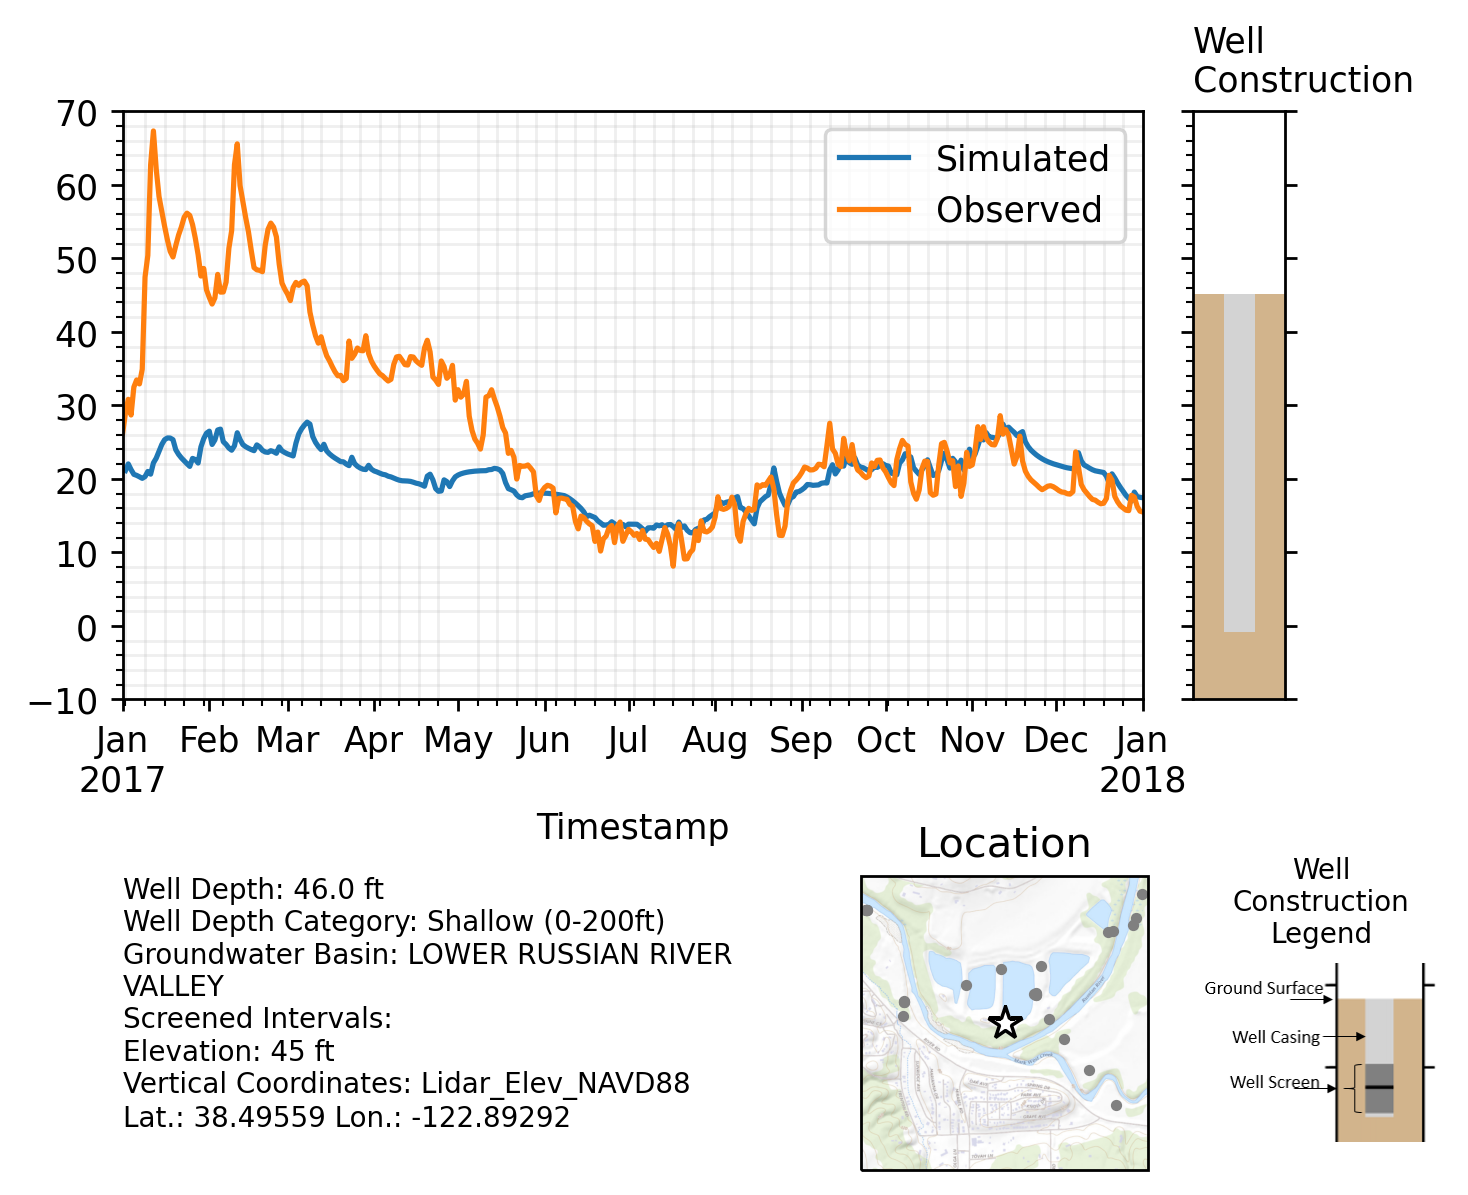 Well
Construction
70
60
50
40
30
20
10
0
−10
Simulated
Observed
Jan
2017
Feb
Mar
Apr
May
Jun
Jul
Aug
Sep
Oct
Nov
Dec
Jan
2018
Timestamp
Well Depth: 46.0 ft
Well Depth Category: Shallow (0-200ft)
Groundwater Basin: LOWER RUSSIAN RIVER
VALLEY
Screened Intervals:
Elevation: 45 ft
Vertical Coordinates: Lidar_Elev_NAVD88
Lat.: 38.49559 Lon.: -122.89292
Location
Well
Construction
Legend
Ground Surface
Well Casing
Well Screen